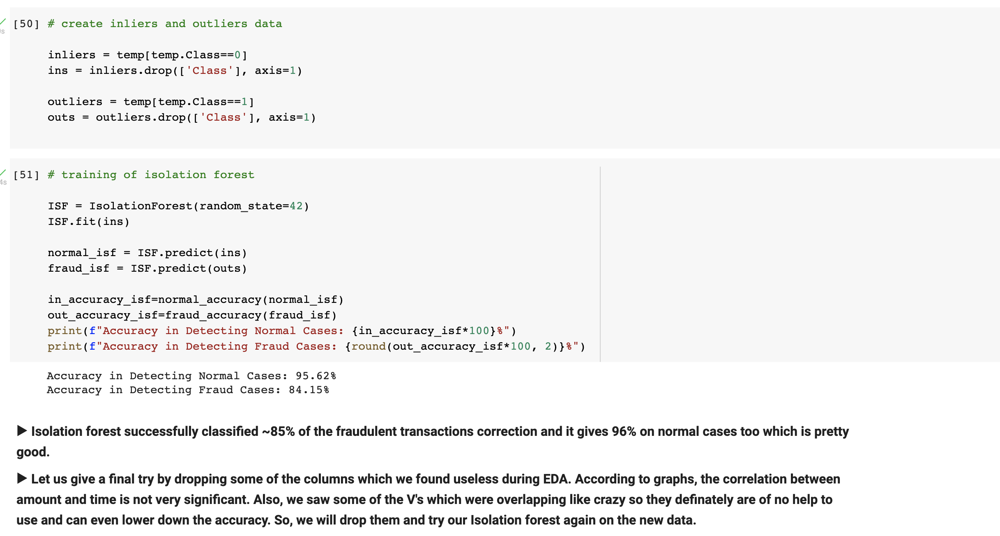 [50] # create inliers and outliers data
inliers = temp[temp.Class==0]
ins = inliers.drop(['Class'], axis=1)
outliers = temp[temp.Class==1]
outs = outliers.drop(['Class'], axis=1)
[51] # training of isolation forest
4s
ISF = IsolationForest(random_state=42)
ISF.fit(ins)
normal_isf = ISF.predict(ins)
fraud_isf = ISF.predict(outs)
in_accuracy_isf=normal_accuracy(normal_isf)
out_accuracy_isf=fraud_accuracy(fraud_isf)
print(f"Accuracy in Detecting Normal Cases: {in_accuracy_isf*100}%")
print(f"Accuracy in Detecting Fraud Cases: {round(out_accuracy_isf*100, 2)}%")
Accuracy in Detecting Normal Cases: 95.62%
Accuracy in Detecting Fraud Cases: 84.15%
▶ Isolation forest successfully classified ~85% of the fraudulent transactions correction and it gives 96% on normal cases too which is pretty
good.
▶ Let us give a final try by dropping some of the columns which we found useless during EDA. According to graphs, the correlation between
amount and time is not very significant. Also, we saw some of the V's which were overlapping like crazy so they definately are of no help to
use and can even lower down the accuracy. So, we will drop them and try our Isolation forest again on the new data.